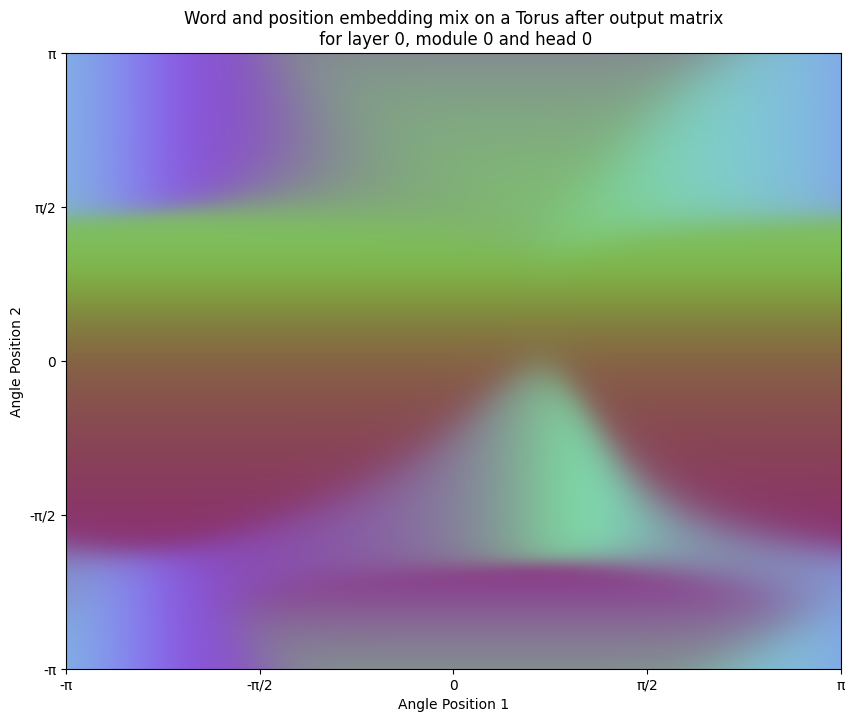 Word and position embedding mix on a Torus after output matrix
for layer 0, module 0 and head 0
π
π/2
0
-π/2
-π
Angle Position 2
-π
-π/2
0
π/2
π
Angle Position 1